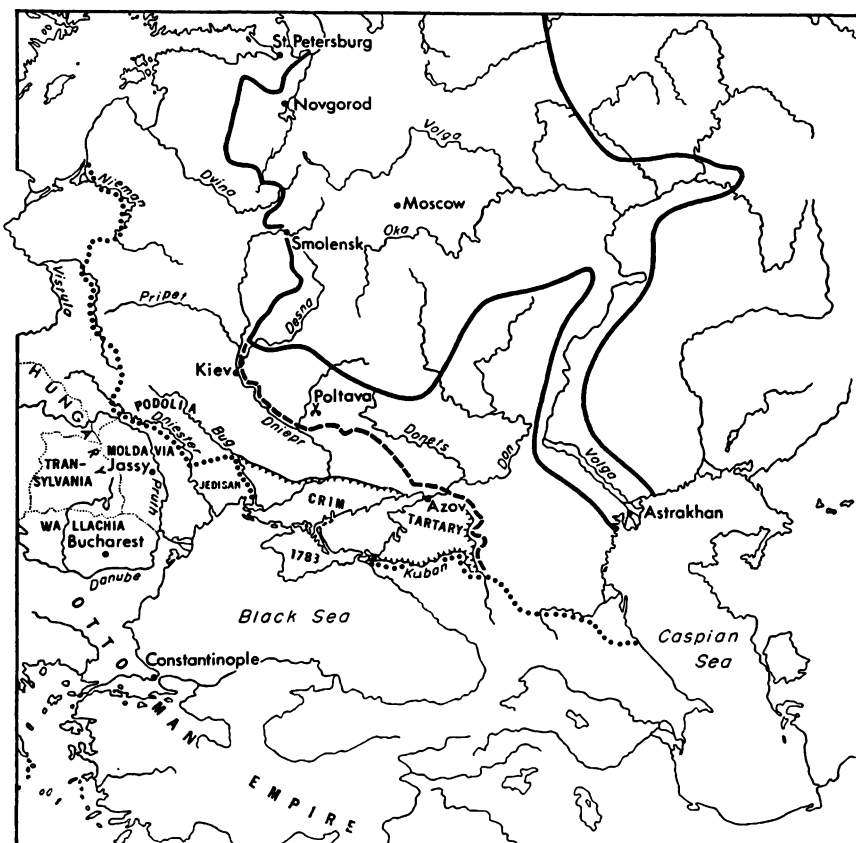 St. Petersburg
Novgorod
Volga
Nieman
Dvina
Moscow
Oka
Smolensk
Vistula
Pripet
Desna
Kiev
HUNGARY
PODOLIA
Poltava
Dniester
Bug
Dniepr
Donets
Don
MOLDAVIA
Jassy
TRAN-
SYLVANIA
Pruth
JEDISAN
CRIM
Azov
TARTARY
Volga
Astrakhan
WALLACHIA
Bucharest
1783
Kuban
Danube
Black Sea
Caspian
Sea
Constantinople
OTTOMAN
EMPIRE